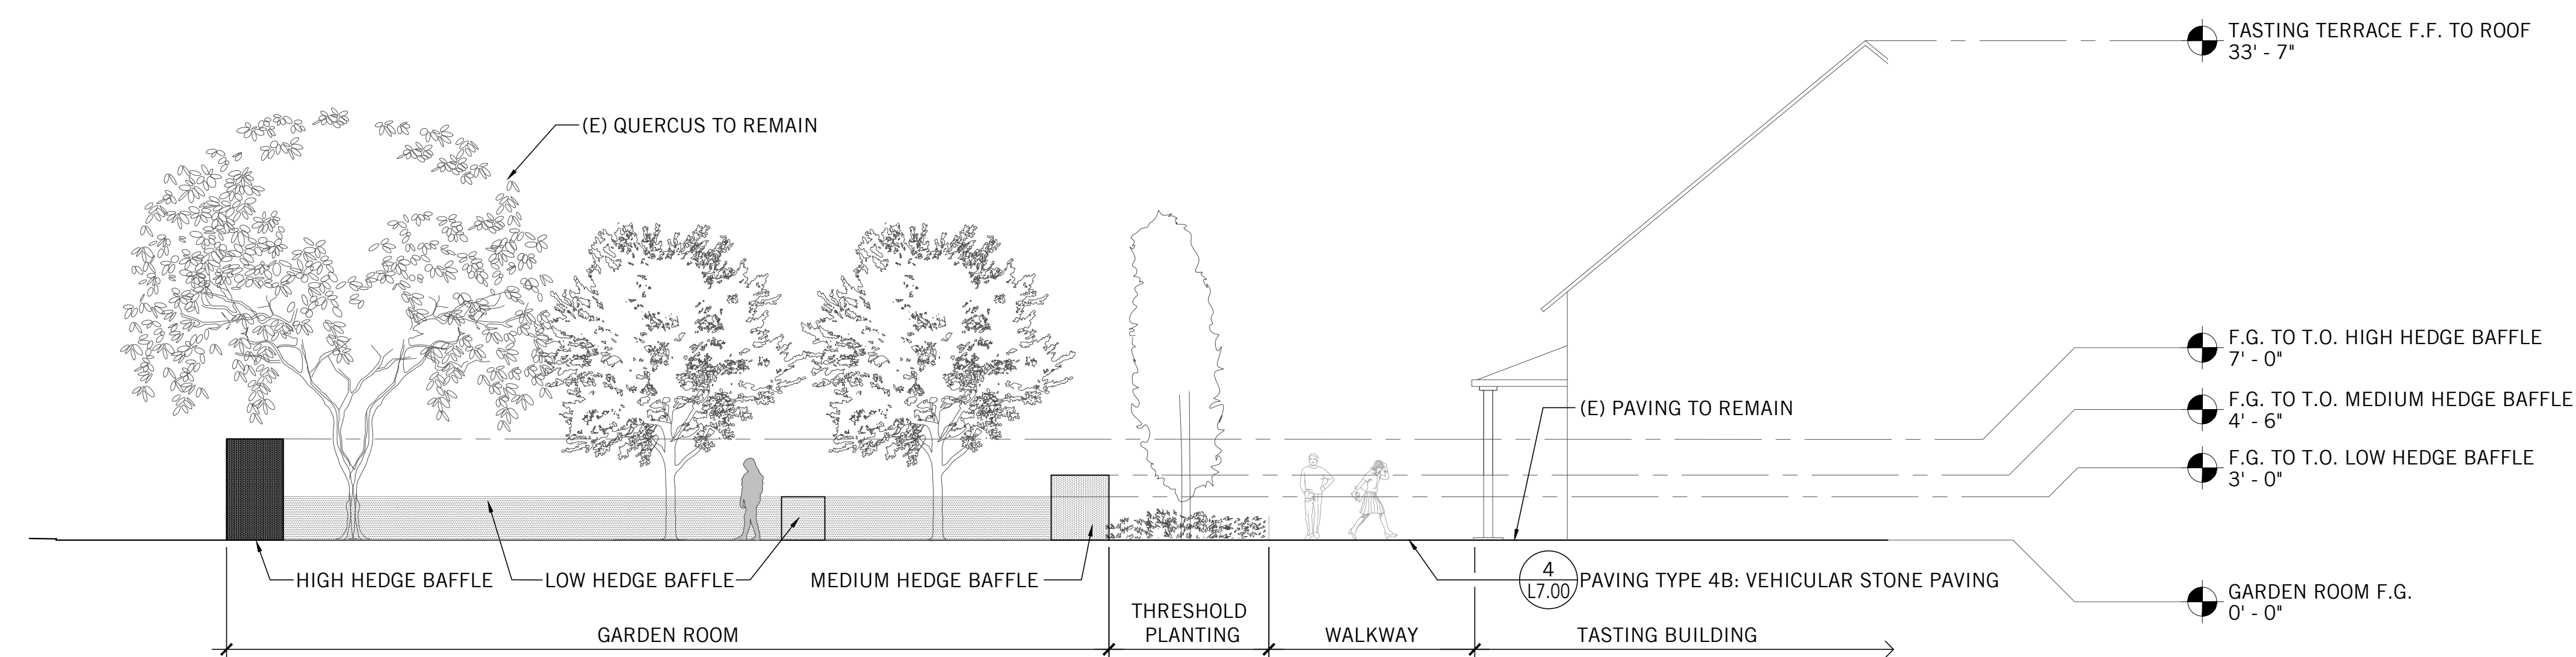 TASTING TERRACE F.F. TO ROOF
33' - 7"
(E) QUERCUS TO REMAIN
F.G. TO T.O. HIGH HEDGE BAFFLE
7' - 0"
F.G. TO T.O. MEDIUM HEDGE BAFFLE
4' - 6"
(E) PAVING TO REMAIN
F.G. TO T.O. LOW HEDGE BAFFLE
3' - 0"
HIGH HEDGE BAFFLE
LOW HEDGE BAFFLE
MEDIUM HEDGE BAFFLE
4
L7.00
PAVING TYPE 4B: VEHICULAR STONE PAVING
GARDEN ROOM F.G.
0' - 0"
GARDEN ROOM
THRESHOLD
PLANTING
WALKWAY
TASTING BUILDING